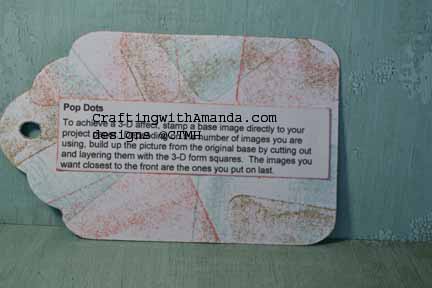 Pop Dots
CraftingwithAmanda.com
To achieve a 3-D affect, stamp a base image directly to your
designs @CTMH
project number of images you are
using, build up the picture from the original base by cutting out
and layering them with the 3-D form squares. The images you
want closest to the front are the ones you put on last.